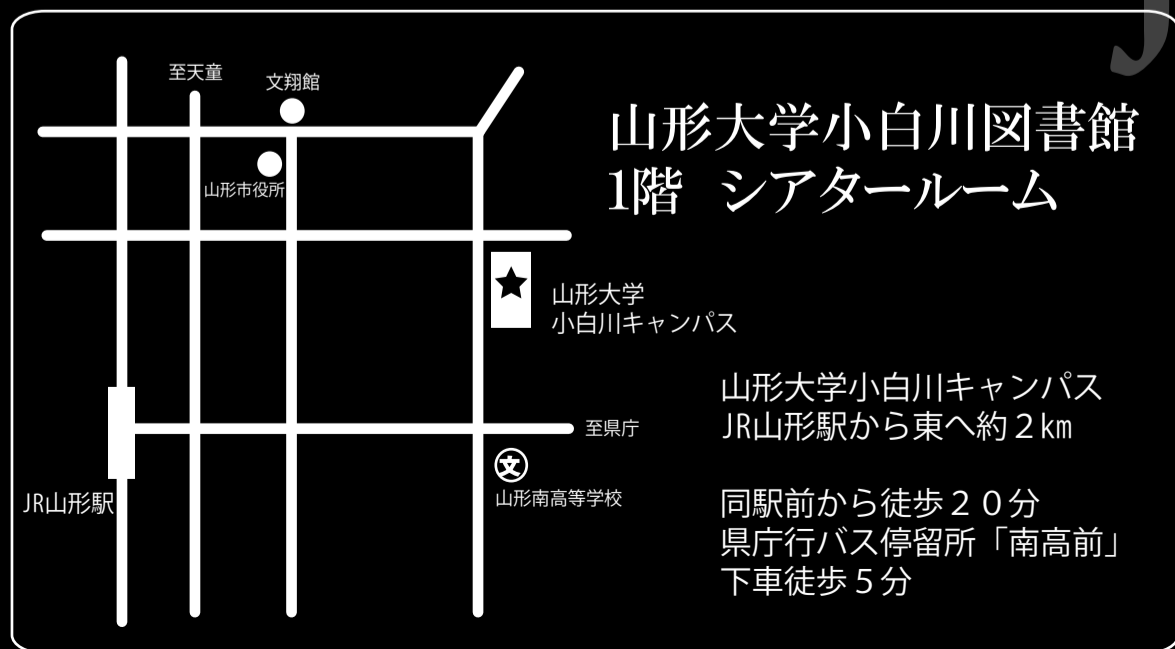 至天童
文翔館
山形市役所
山形大学小白川図書館
1階 シアタールーム
山形大学
小白川キャンパス
山形大学小白川キャンパス
JR山形駅から東へ約２km
至県庁
文
山形南高等学校
JR山形駅
同駅前から徒歩２０分
県庁行バス停留所「南高前」
下車徒歩５分